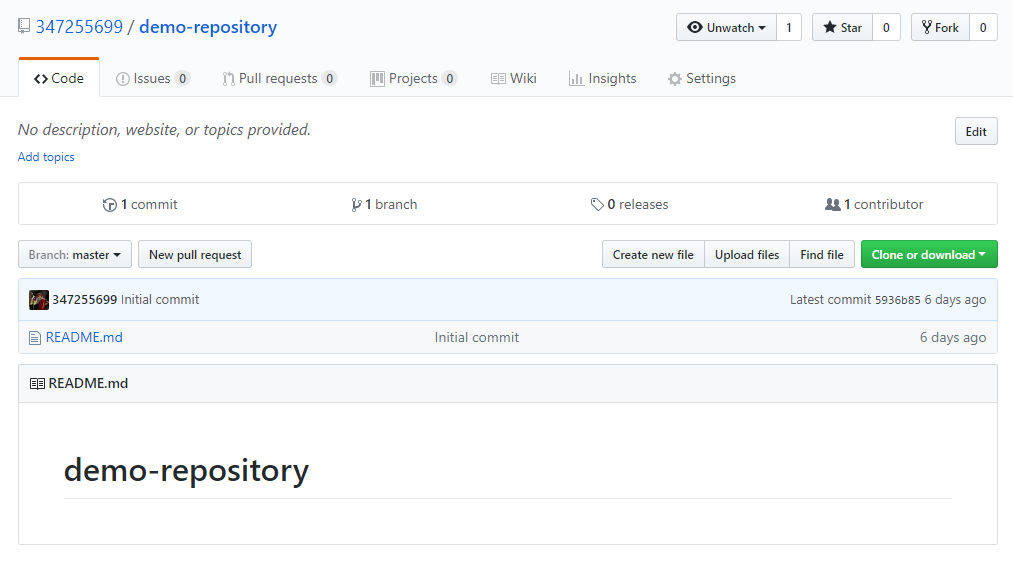 347255699 / demo-repository Unwatch 1 Star 0 Fork 0
Code Issues 0 Pull requests 0 Projects 0 Wiki Insights Settings
No description, website, or topics provided. Edit
Add topics
1 commit 1 branch 0 releases 1 contributor
Branch: master New pull request Create new file Upload files Find file Clone or download
347255699 Initial commit Latest commit 5936b85 6 days ago
README.md Initial commit 6 days ago
README.md
demo-repository